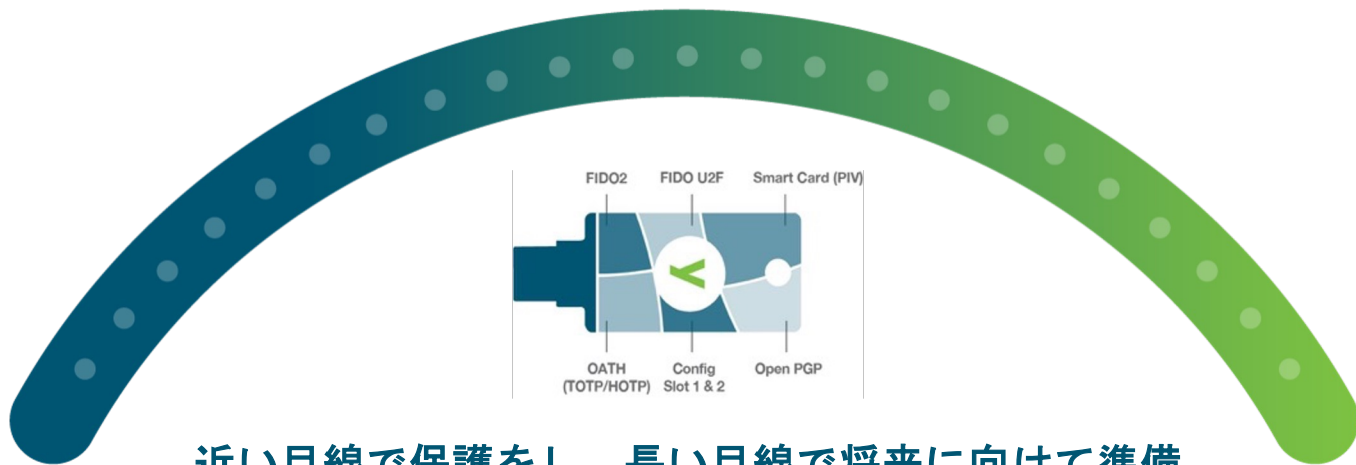 FIDO2 FIDO U2F Smart Card (PIV)
OATH
(TOTP/HOTP)
Config
Slot 1 & 2
Open PGP
近い目線で保護をし、長い目線で将来に向けて準備